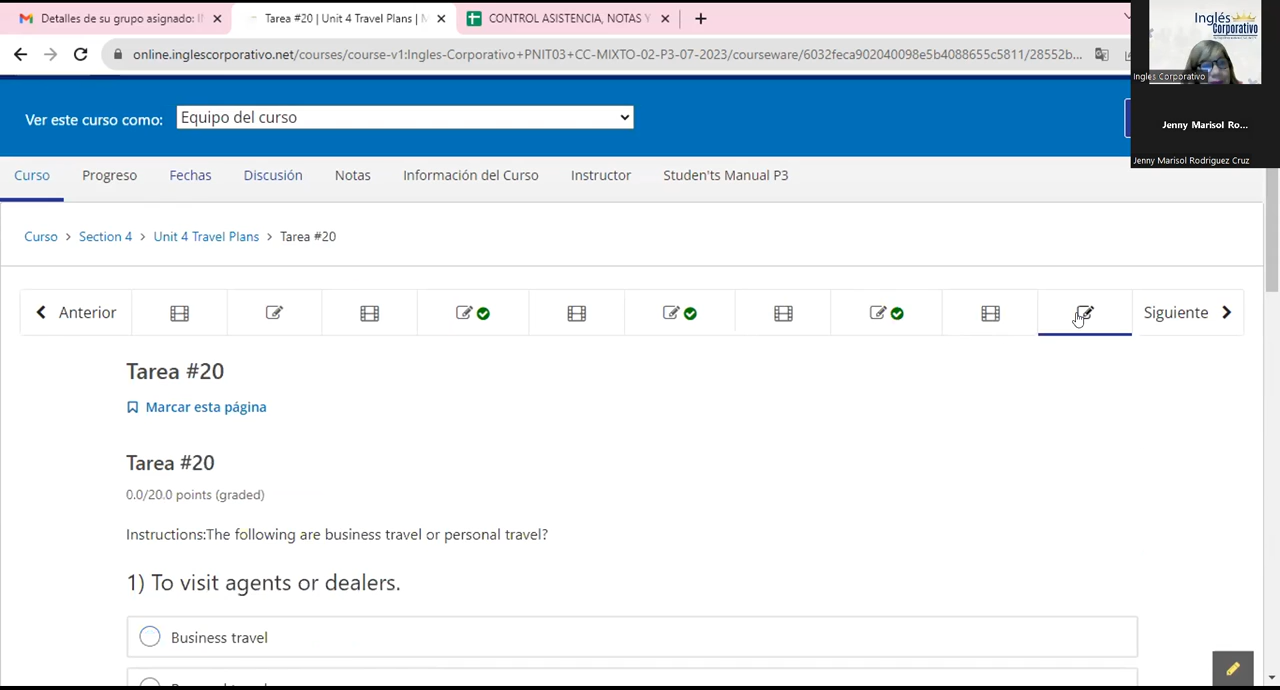 Detalles de su grupo asignado: I
Tarea #20 | Unit 4 Travel Plans |
CONTROL ASISTENCIA, NOTAS Y
online.inglescorporativo.net/courses/course-v1:Ingles-Corporativo+PNIT03+CC-MIXTO-02-P3-07-2023/courseware/6032feca902040098e5b4088655c5811/28552b...
Inglés
Corporativo
Ingles Corporativo
Jenny Marisol Ro...
Jenny Marisol Rodriguez Cruz
Ver este curso como:
Equipo del curso
Curso
Progreso
Fechas
Discusión
Notas
Información del Curso
Instructor
Studen'ts Manual P3
Curso > Section 4 > Unit 4 Travel Plans > Tarea #20
Anterior
Siguiente
Tarea #20
Marcar esta página
Tarea #20
0.0/20.0 points (graded)
Instructions:The following are business travel or personal travel?
1) To visit agents or dealers.
Business travel